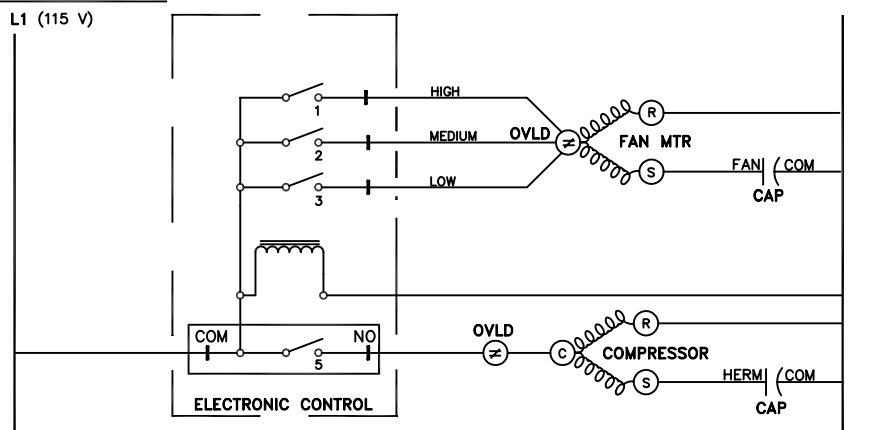 L1 (115 V)
HIGH
1
MEDIUM
OVLD
≠
R
FAN MTR
2
LOW
3
S
FAN
COM
CAP
COM
NO
5
OVLD
≠
C
R
COMPRESSOR
S
HERM
COM
CAP
ELECTRONIC CONTROL